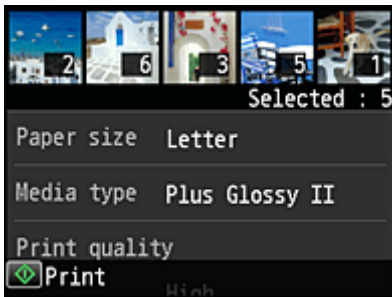 2 6 3 5 1
Selected : 5
Paper size Letter
Media type Plus Glossy II
Print quality
High
Print